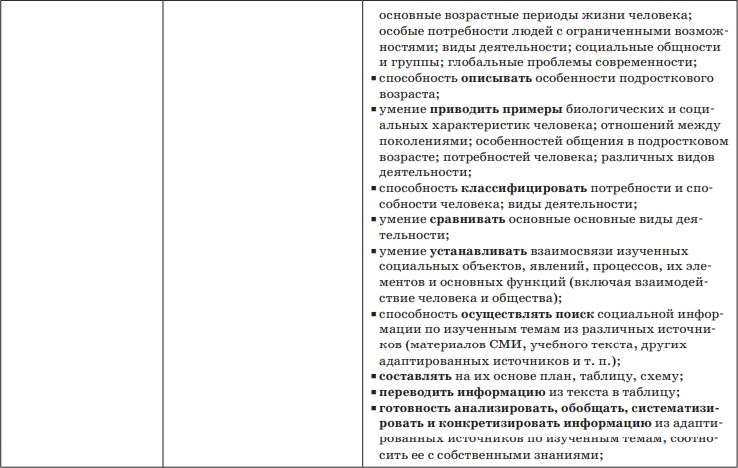 основные возрастные периоды жизни человека;
особые потребности людей с ограниченными возмож-
ностями; виды деятельности; социальные общности
и группы; глобальные проблемы современности;
▪ способность описывать особенности подросткового
возраста;
▪ умение приводить примеры биологических и соци-
альных характеристик человека; отношений между
поколениями; особенностей общения в подростковом
возрасте; потребностей человека; различных видов
деятельности;
▪ способность классифицировать потребности и спо-
собности человека; виды деятельности;
▪ умение сравнивать основные основные виды дея-
тельности;
▪ умение устанавливать взаимосвязи изученных
социальных объектов, явлений, процессов, их эле-
ментов и основных функций (включая взаимодей-
ствие человека и общества);
▪ способность осуществлять поиск социальной инфор-
мации по изученным темам из различных источни-
ков (материалов СМИ, учебного текста, других
адаптированных источников и т. п.);
▪ составлять на их основе план, таблицу, схему;
▪ переводить информацию из текста в таблицу;
▪ готовность анализировать, обобщать, систематизи-
ровать и конкретизировать информацию из адапти-
рованных источников по изученным темам, соотно-
сить ее с собственными знаниями;